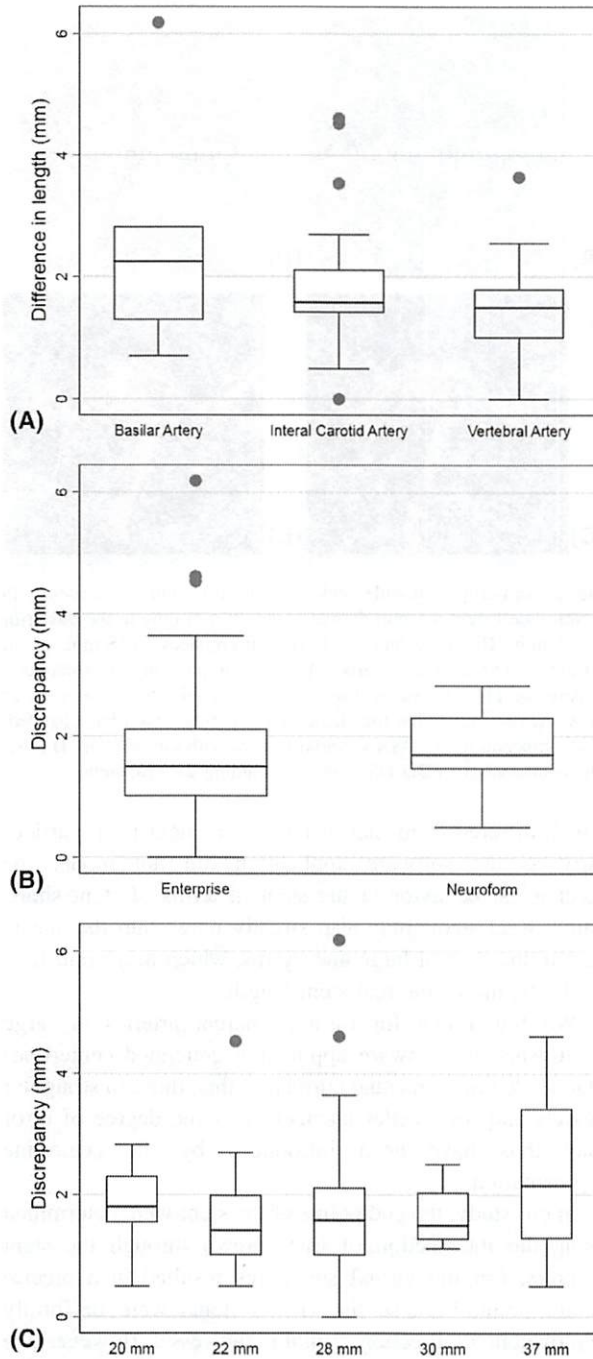 6
4
2
0
Difference in length (mm)
(A)
Basilar Artery Interal Carotid Artery Vertebral Artery
6
4
2
0
Discrepancy (mm)
(B)
Enterprise Neuroform
6
4
2
0
Discrepancy (mm)
(C)
20 mm 22 mm 28 mm 30 mm 37 mm